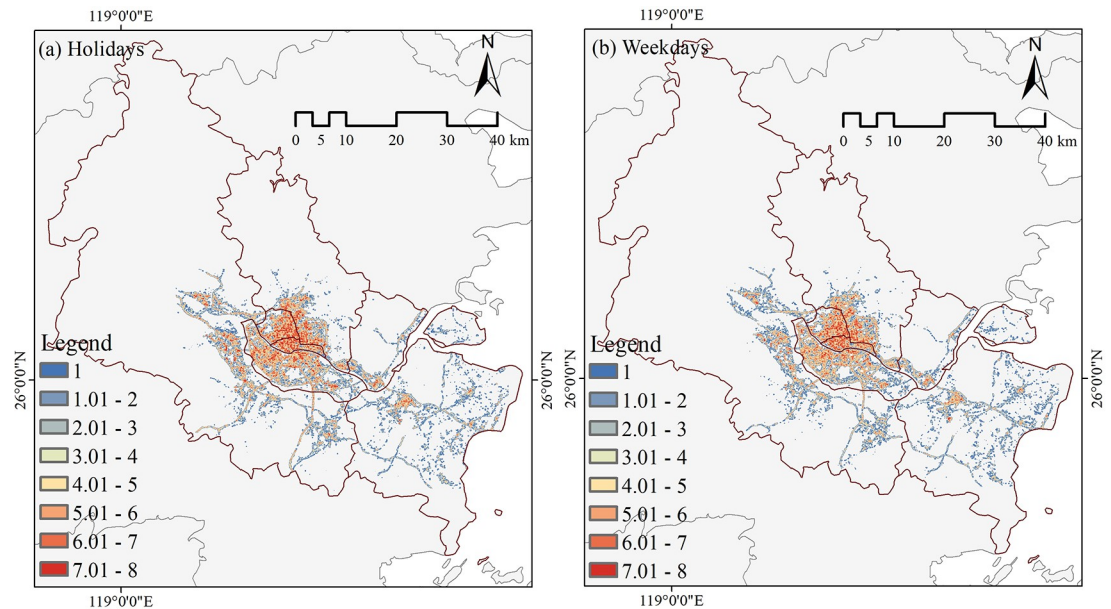 119°0'0"E
(a) Holidays
N
0 5 10 20 30 40 km
Legend
1
1.01 - 2
2.01 - 3
3.01 - 4
4.01 - 5
5.01 - 6
6.01 - 7
7.01 - 8
26°0'0"N
119°0'0"E
119°0'0"E
(b) Weekdays
N
0 5 10 20 30 40 km
Legend
1
1.01 - 2
2.01 - 3
3.01 - 4
4.01 - 5
5.01 - 6
6.01 - 7
7.01 - 8
26°0'0"N
26°0'0"N
26°0'0"N
119°0'0"E